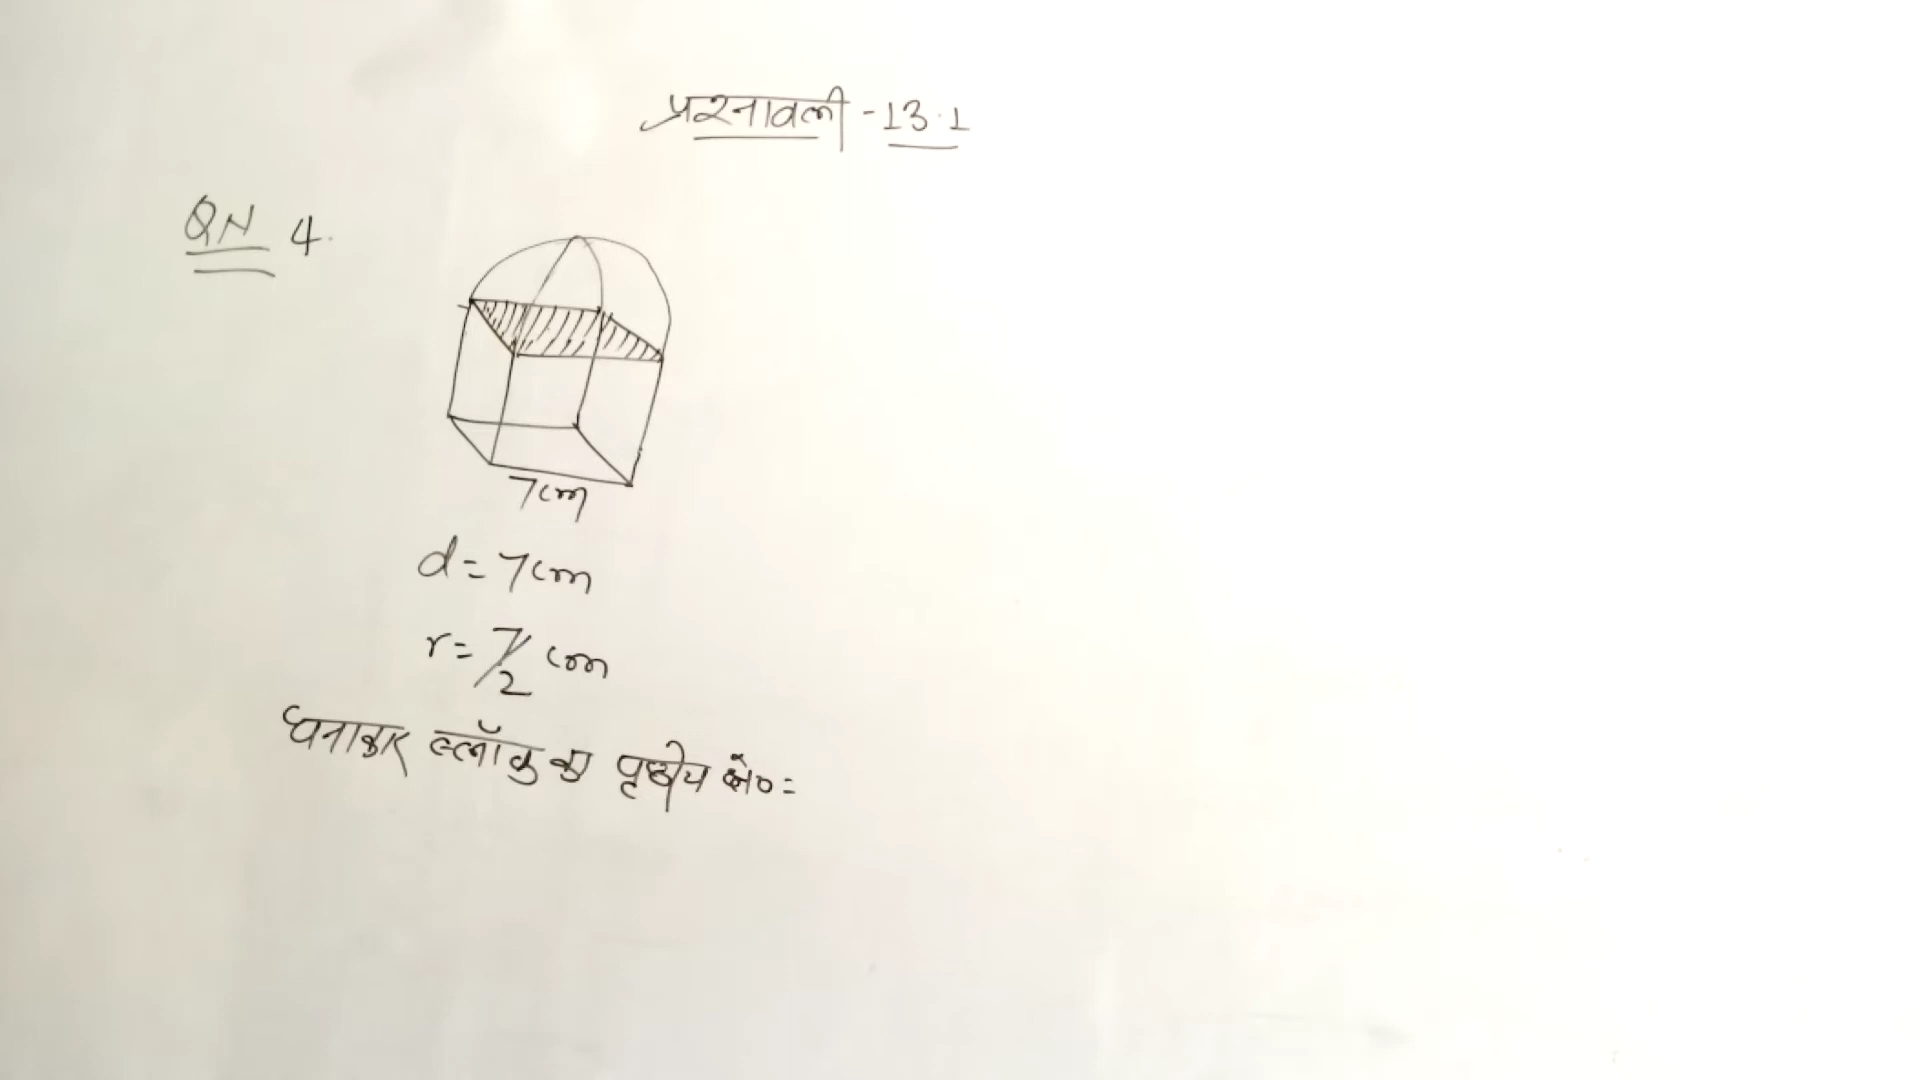 प्रश्नावली - 13.1
QN 4.
7cm
d = 7cm
r = 7/2 cm
घनाकार ब्लॉक का पृष्ठीय क्षे० =